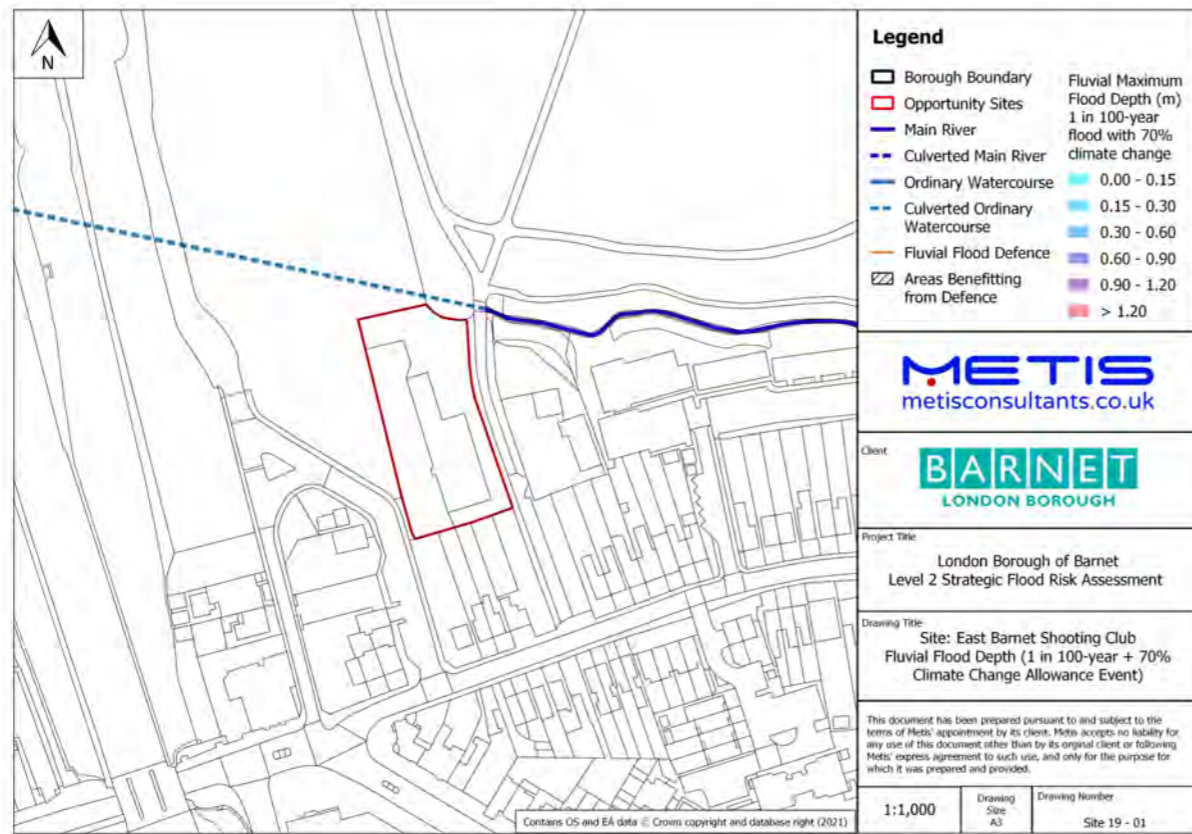 N
Contains OS and EA data © Crown copyright and database right (2021)
Legend
Borough Boundary
Opportunity Sites
Main River
Culverted Main River
Ordinary Watercourse
Culverted Ordinary
Watercourse
Fluvial Flood Defence
Areas Benefitting
from Defence
Fluvial Maximum
Flood Depth (m)
1 in 100-year
flood with 70%
climate change
0.00 - 0.15
0.15 - 0.30
0.30 - 0.60
0.60 - 0.90
0.90 - 1.20
> 1.20
METIS
metisconsultants.co.uk
Client
BARNET
LONDON BOROUGH
Project Title
London Borough of Barnet
Level 2 Strategic Flood Risk Assessment
Drawing Title
Site: East Barnet Shooting Club
Fluvial Flood Depth (1 in 100-year + 70%
Climate Change Allowance Event)
This document has been prepared pursuant to and subject to the
terms of Metis' appointment by its client. Metis accepts no liability for
any use of this document other than by its original client or following
Metis' express agreement to such use, and only for the purpose for
which it was prepared and provided.
1:1,000
Drawing
Size
A3
Drawing Number
Site 19 - 01